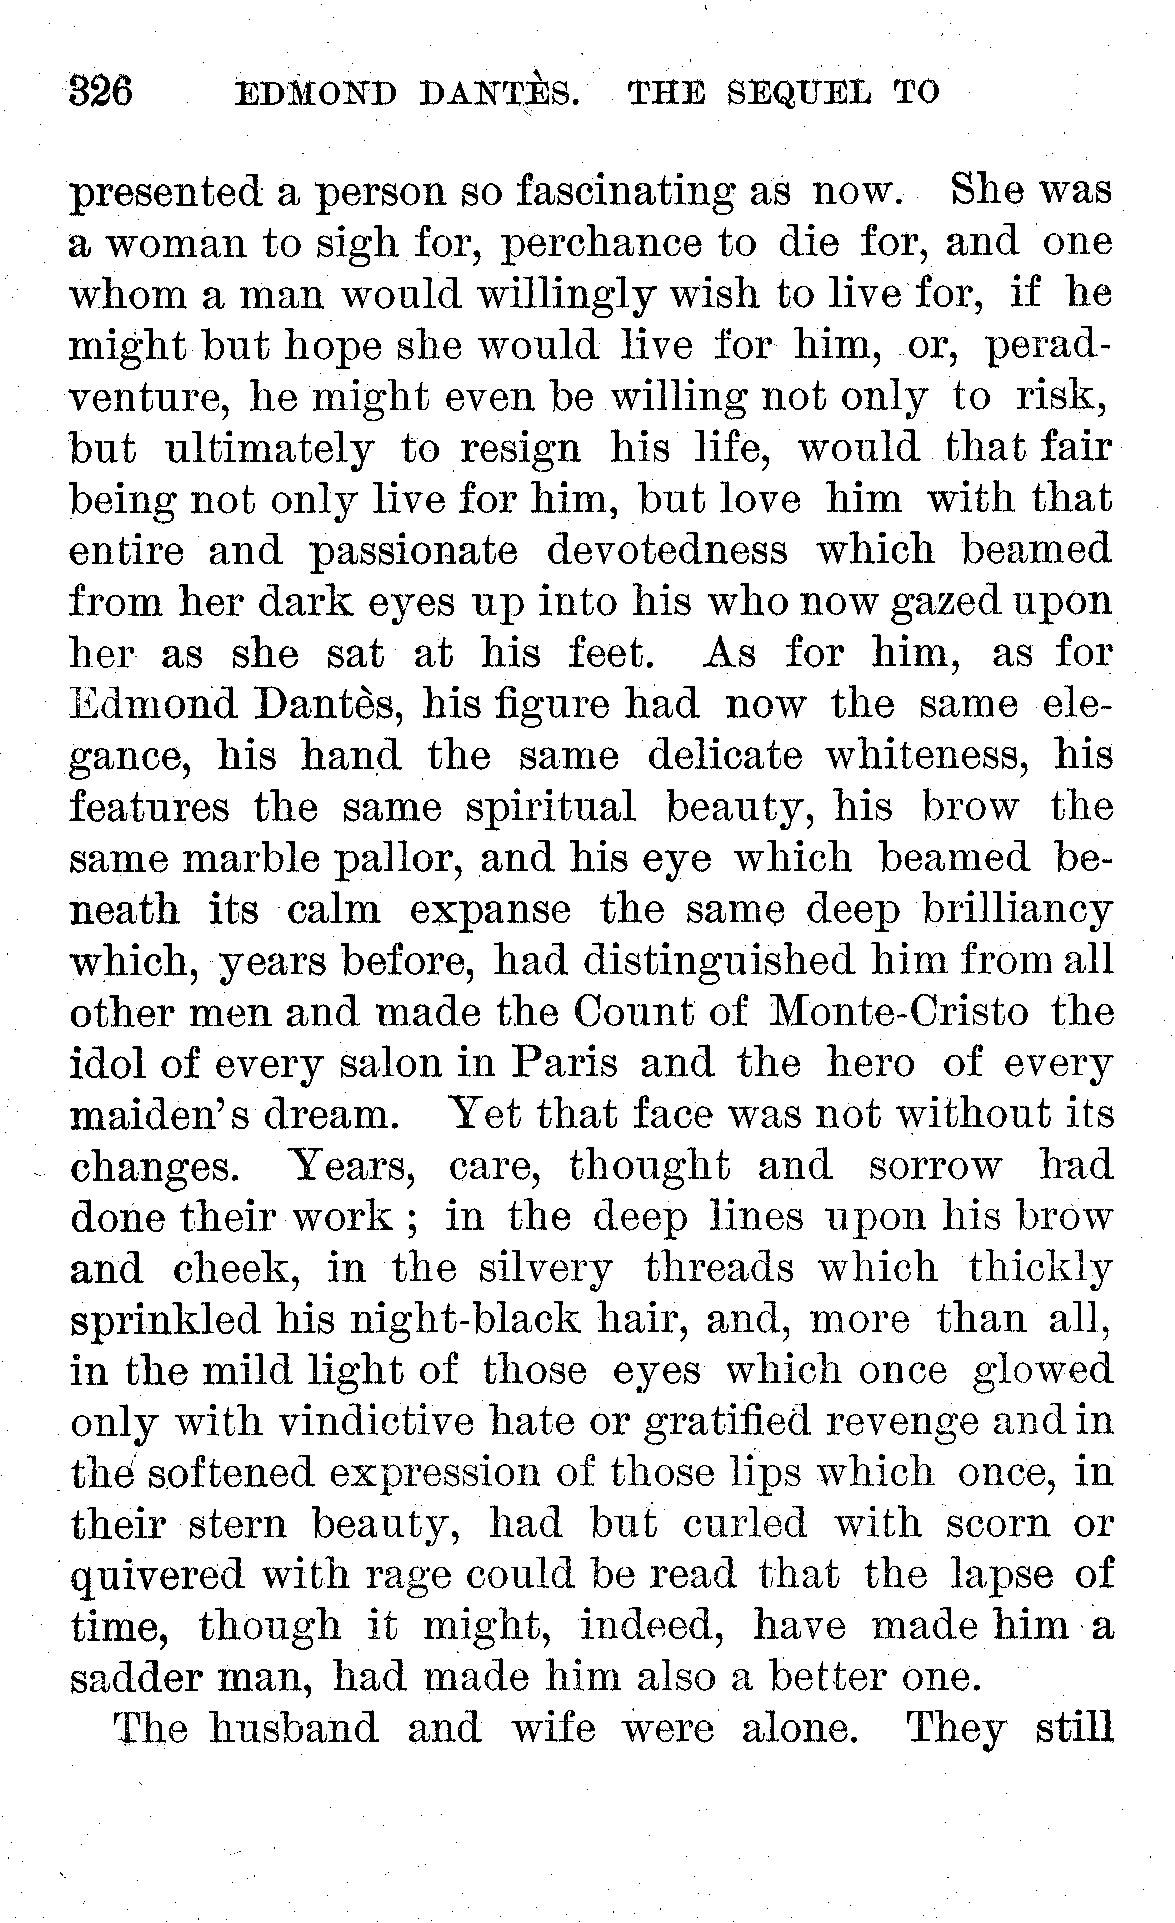 326 EDMOND DANTÈS. THE SEQUEL TO
presented a person so fascinating as now. She was
a woman to sigh for, perchance to die for, and one
whom a man would willingly wish to live for, if he
might but hope she would live for him, or, perad-
venture, he might even be willing not only to risk,
but ultimately to resign his life, would that fair
being not only live for him, but love him with that
entire and passionate devotedness which beamed
from her dark eyes up into his who now gazed upon
her as she sat at his feet. As for him, as for
Edmond Dantès, his figure had now the same ele-
gance, his hand the same delicate whiteness, his
features the same spiritual beauty, his brow the
same marble pallor, and his eye which beamed be-
neath its calm expanse the same deep brilliancy
which, years before, had distinguished him from all
other men and made the Count of Monte-Cristo the
idol of every salon in Paris and the hero of every
maiden's dream. Yet that face was not without its
changes. Years, care, thought and sorrow had
done their work ; in the deep lines upon his brow
and cheek, in the silvery threads which thickly
sprinkled his night-black hair, and, more than all,
in the mild light of those eyes which once glowed
only with vindictive hate or gratified revenge and in
the softened expression of those lips which once, in
their stern beauty, had but curled with scorn or
quivered with rage could be read that the lapse of
time, though it might, indeed, have made him a
sadder man, had made him also a better one.
The husband and wife were alone. They still